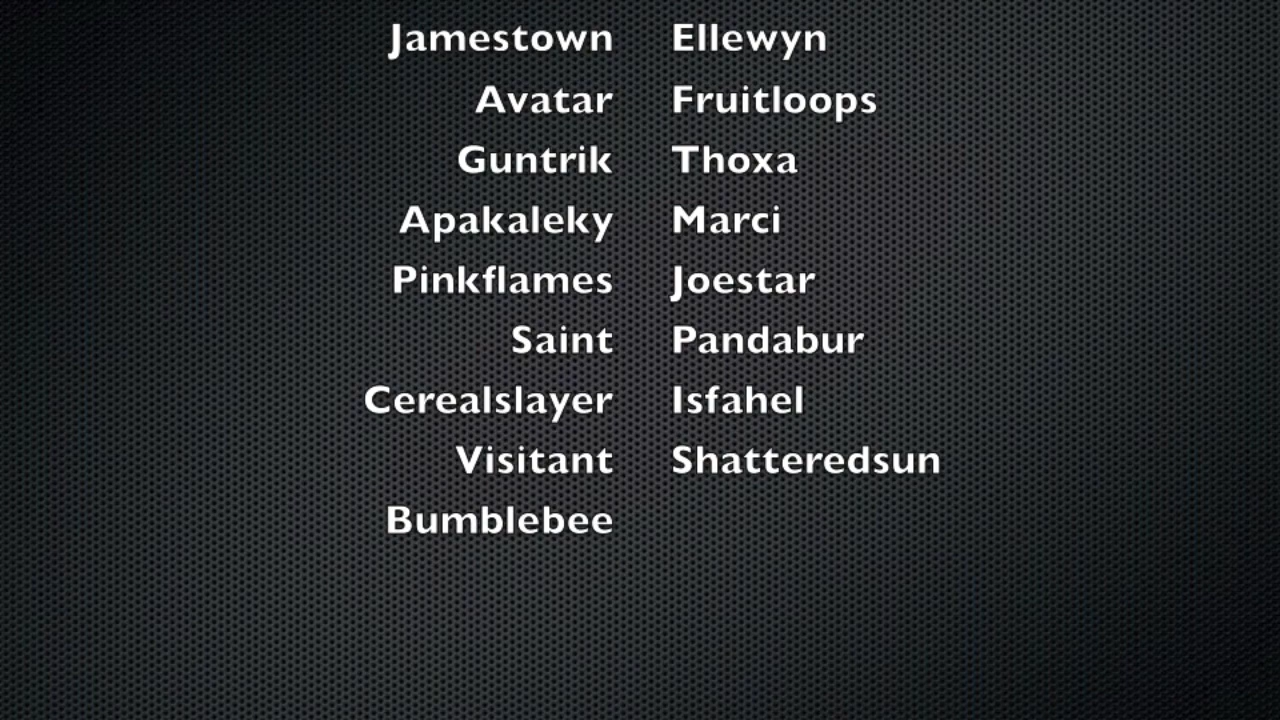 Jamestown Ellewyn
Avatar Fruitloops
Guntrik Thoxa
Apakaleky Marci
Pinkflames Joestar
Saint Pandabur
Cerealslayer Isfahel
Visitant Shatteredsun
Bumblebee